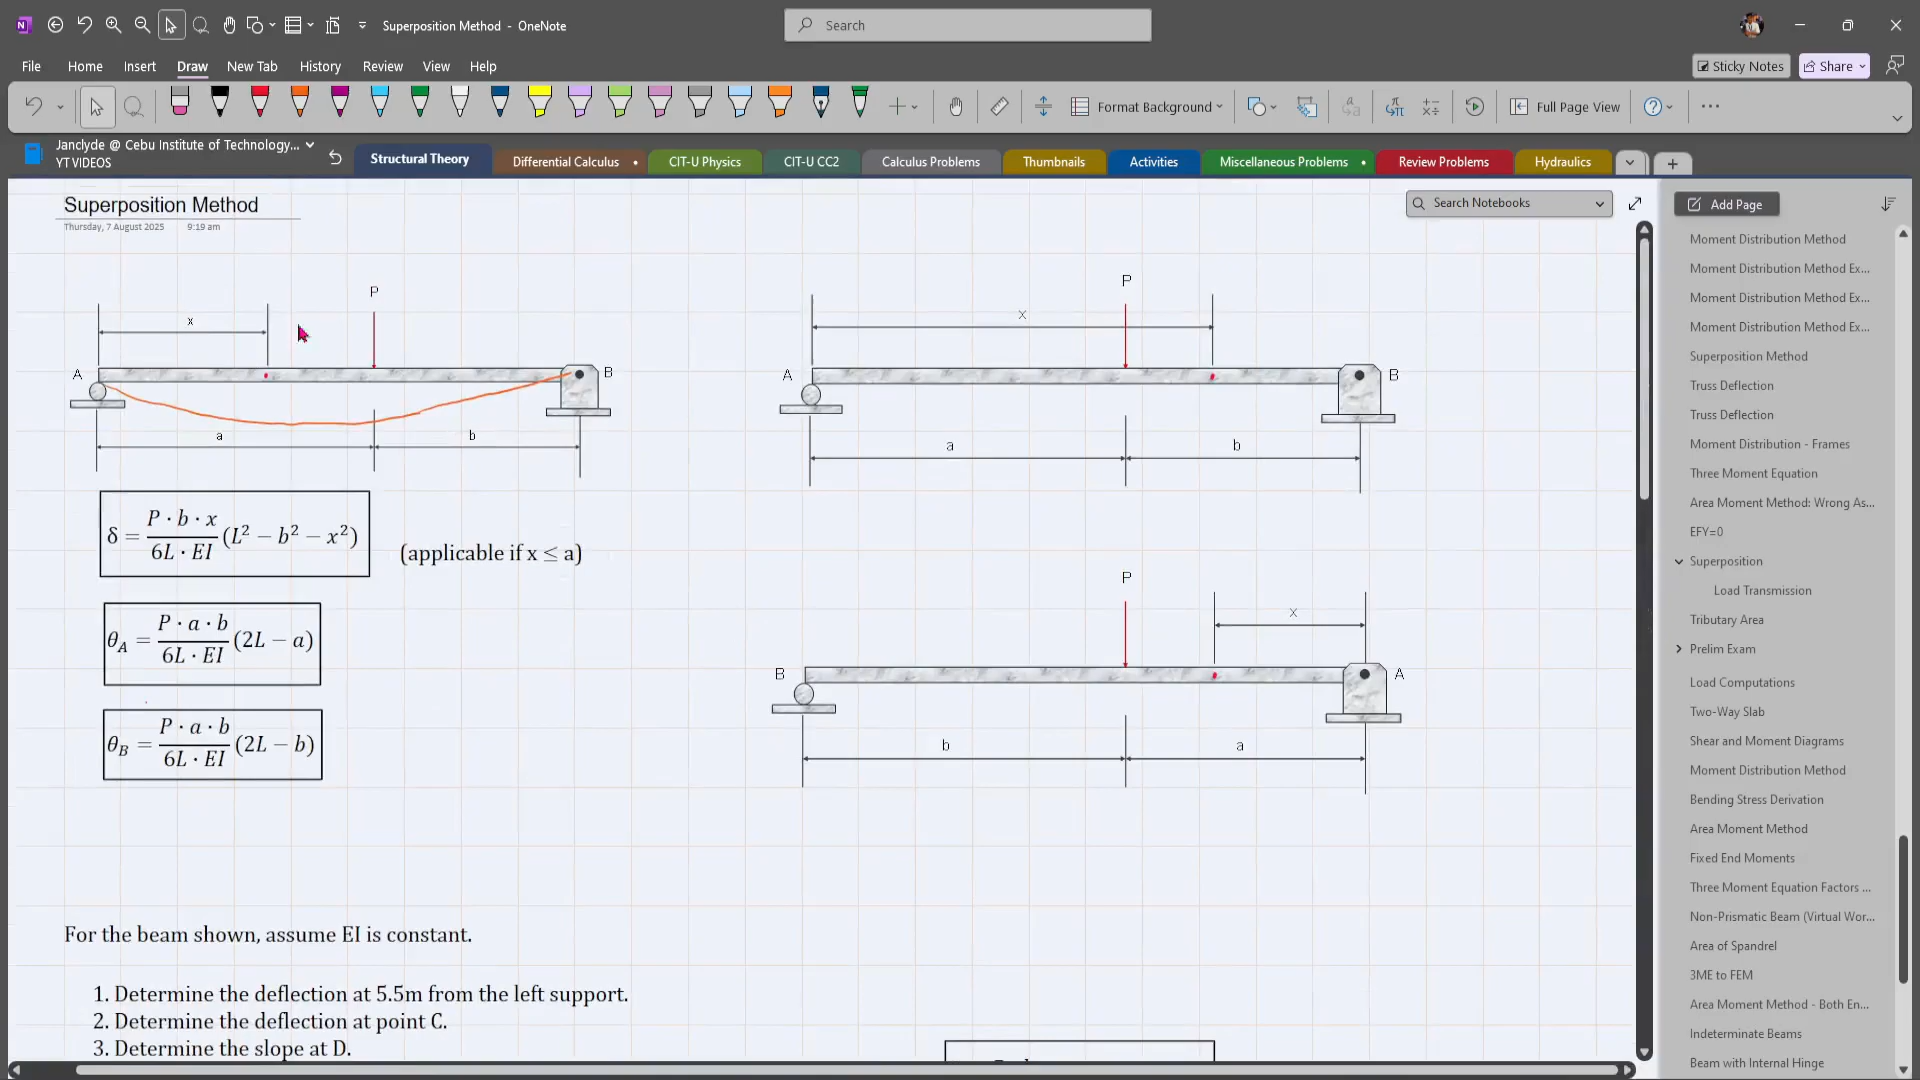 Superposition Method - OneNote
Search
File Home Insert Draw New Tab History Review View Help
Sticky Notes Share
Format Background Full Page View
Janclyde @ Cebu Institute of Technology...
YT VIDEOS
Structural Theory Differential Calculus CIT-U Physics CIT-U CC2 Calculus Problems Thumbnails Activities Miscellaneous Problems Review Problems Hydraulics
Superposition Method
Thursday, 7 August 2025 9:19 am
Search Notebooks
Add Page
P
x
A
B
a
b
δ = P · b · x / 6L · EI (L² − b² − x²)
(applicable if x ≤ a)
θ_A = P · a · b / 6L · EI (2L − a)
θ_B = P · a · b / 6L · EI (2L − b)
P
x
A
B
a
b
P
x
B
A
b
a
For the beam shown, assume EI is constant.
1. Determine the deflection at 5.5m from the left support.
2. Determine the deflection at point C.
3. Determine the slope at D.
Moment Distribution Method
Moment Distribution Method Ex...
Moment Distribution Method Ex...
Moment Distribution Method Ex...
Superposition Method
Truss Deflection
Truss Deflection
Moment Distribution - Frames
Three Moment Equation
Area Moment Method: Wrong As...
EFY=0
Superposition
Load Transmission
Tributary Area
Prelim Exam
Load Computations
Two-Way Slab
Shear and Moment Diagrams
Moment Distribution Method
Bending Stress Derivation
Area Moment Method
Fixed End Moments
Three Moment Equation Factors ...
Non-Prismatic Beam (Virtual Wor...
Area of Spandrel
3ME to FEM
Area Moment Method - Both En...
Indeterminate Beams
Beam with Internal Hinge